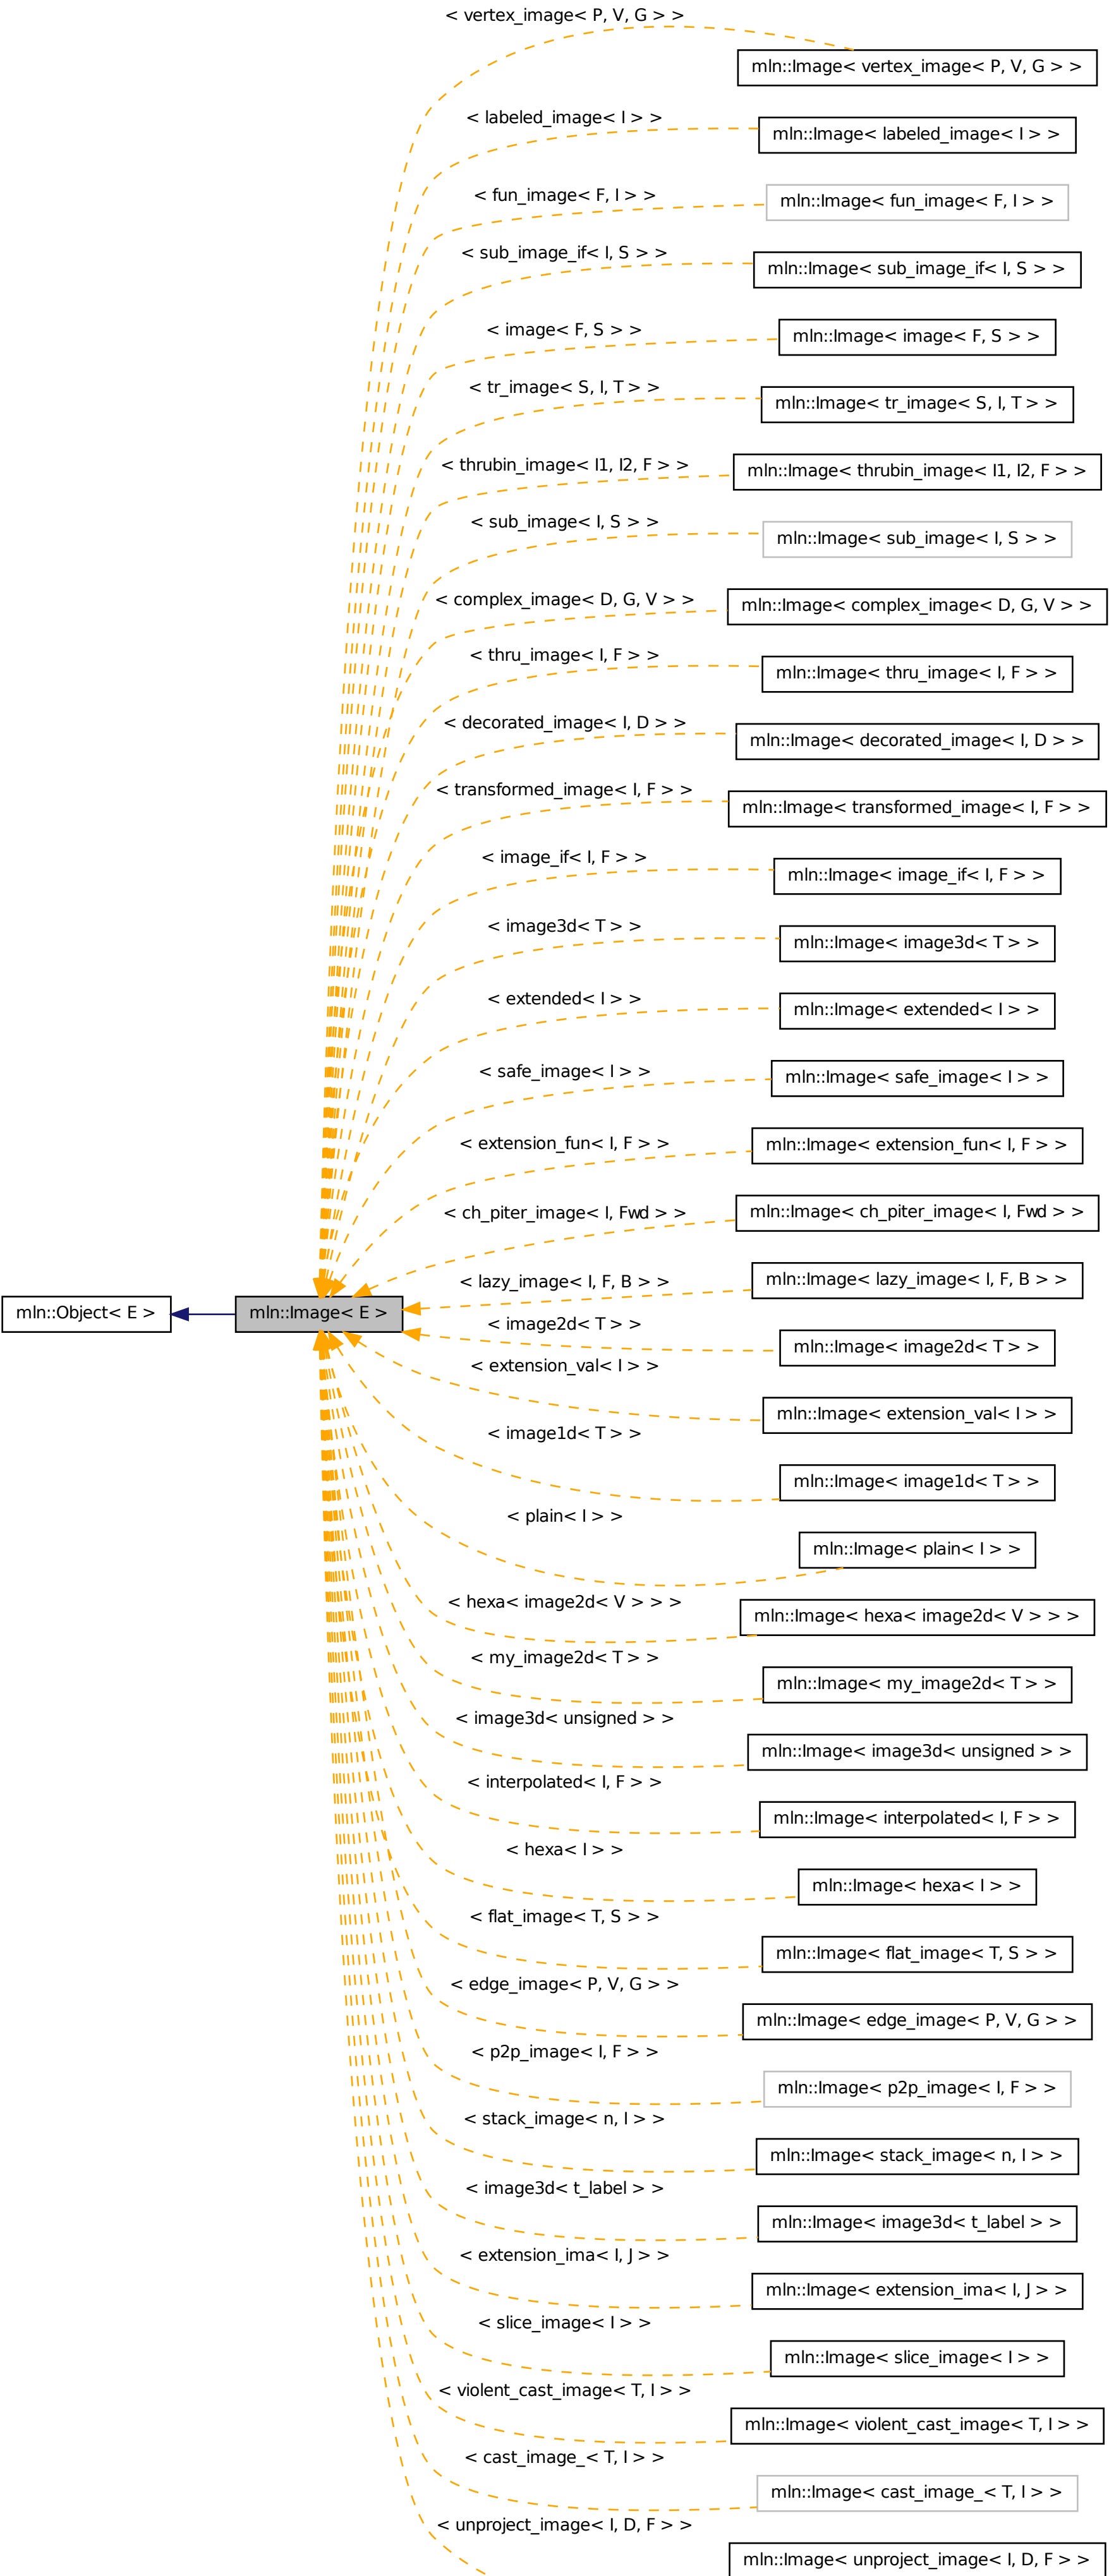 < vertex_image< P, V, G > >
mln::Image< vertex_image< P, V, G > >
< labeled_image< I > >
mln::Image< labeled_image< I > >
< fun_image< F, I > >
mln::Image< fun_image< F, I > >
< sub_image_if< I, S > >
mln::Image< sub_image_if< I, S > >
< image< F, S > >
mln::Image< image< F, S > >
< tr_image< S, I, T > >
mln::Image< tr_image< S, I, T > >
< thrubin_image< I1, I2, F > >
mln::Image< thrubin_image< I1, I2, F > >
< sub_image< I, S > >
mln::Image< sub_image< I, S > >
< complex_image< D, G, V > >
mln::Image< complex_image< D, G, V > >
< thru_image< I, F > >
mln::Image< thru_image< I, F > >
< decorated_image< I, D > >
mln::Image< decorated_image< I, D > >
< transformed_image< I, F > >
mln::Image< transformed_image< I, F > >
< image_if< I, F > >
mln::Image< image_if< I, F > >
< image3d< T > >
mln::Image< image3d< T > >
< extended< I > >
mln::Image< extended< I > >
< safe_image< I > >
mln::Image< safe_image< I > >
< extension_fun< I, F > >
mln::Image< extension_fun< I, F > >
< ch_piter_image< I, Fwd > >
mln::Image< ch_piter_image< I, Fwd > >
< lazy_image< I, F, B > >
mln::Image< lazy_image< I, F, B > >
mln::Object< E >
mln::Image< E >
< image2d< T > >
mln::Image< image2d< T > >
< extension_val< I > >
mln::Image< extension_val< I > >
< image1d< T > >
mln::Image< image1d< T > >
< plain< I > >
mln::Image< plain< I > >
< hexa< image2d< V > > >
mln::Image< hexa< image2d< V > > >
< my_image2d< T > >
mln::Image< my_image2d< T > >
< image3d< unsigned > >
mln::Image< image3d< unsigned > >
< interpolated< I, F > >
mln::Image< interpolated< I, F > >
< hexa< I > >
mln::Image< hexa< I > >
< flat_image< T, S > >
mln::Image< flat_image< T, S > >
< edge_image< P, V, G > >
mln::Image< edge_image< P, V, G > >
< p2p_image< I, F > >
mln::Image< p2p_image< I, F > >
< stack_image< n, I > >
mln::Image< stack_image< n, I > >
< image3d< t_label > >
mln::Image< image3d< t_label > >
< extension_ima< I, J > >
mln::Image< extension_ima< I, J > >
< slice_image< I > >
mln::Image< slice_image< I > >
< violent_cast_image< T, I > >
mln::Image< violent_cast_image< T, I > >
< cast_image_< T, I > >
mln::Image< cast_image_< T, I > >
< unproject_image< I, D, F > >
mln::Image< unproject_image< I, D, F > >